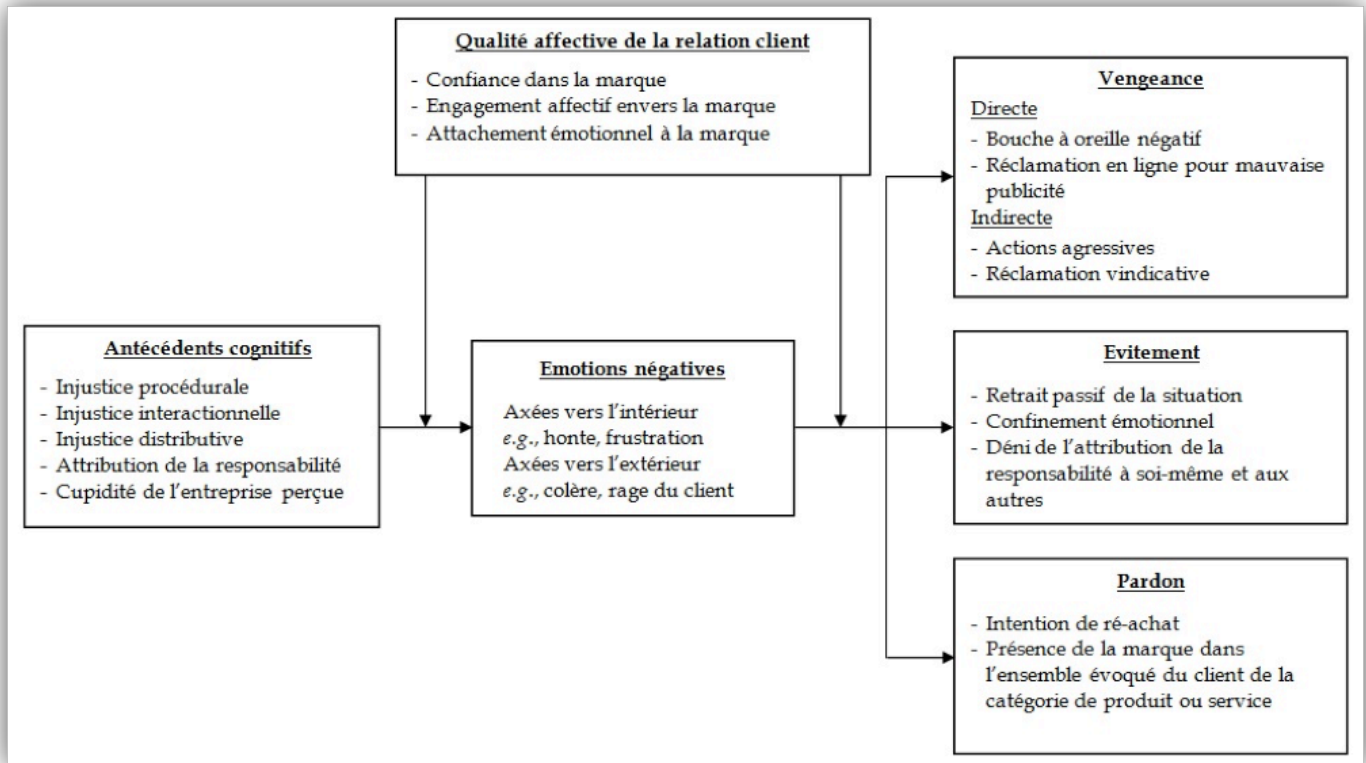 Qualité affective de la relation client
- Confiance dans la marque
- Engagement affectif envers la marque
- Attachement émotionnel à la marque
Vengeance
Directe
- Bouche à oreille négatif
- Réclamation en ligne pour mauvaise
publicité
Indirecte
- Actions agressives
- Réclamation vindicative
Antécédents cognitifs
- Injustice procédurale
- Injustice interactionnelle
- Injustice distributive
- Attribution de la responsabilité
- Cupidité de l'entreprise perçue
Emotions négatives
Axées vers l'intérieur
e.g., honte, frustration
Axées vers l'extérieur
e.g., colère, rage du client
Evitement
- Retrait passif de la situation
- Confinement émotionnel
- Déni de l'attribution de la
responsabilité à soi-même et aux
autres
Pardon
- Intention de ré-achat
- Présence de la marque dans
l'ensemble évoqué du client de la
catégorie de produit ou service